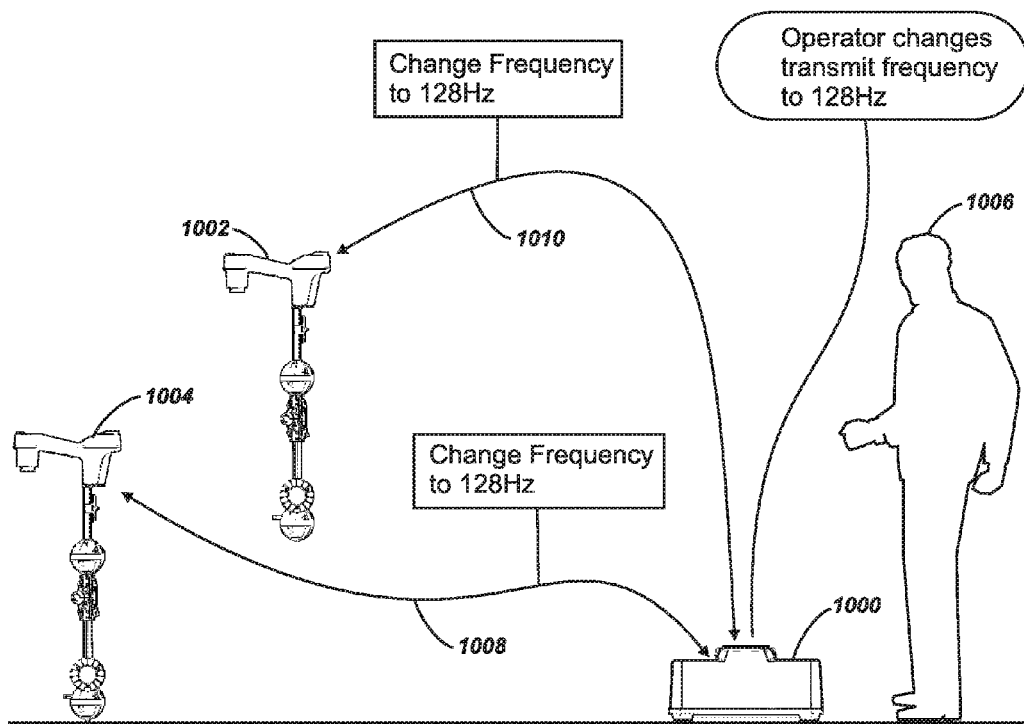 Change Frequency
to 128Hz
Operator changes
transmit frequency
to 128Hz
1006
1002
1010
1004
Change Frequency
to 128Hz
1008
1000